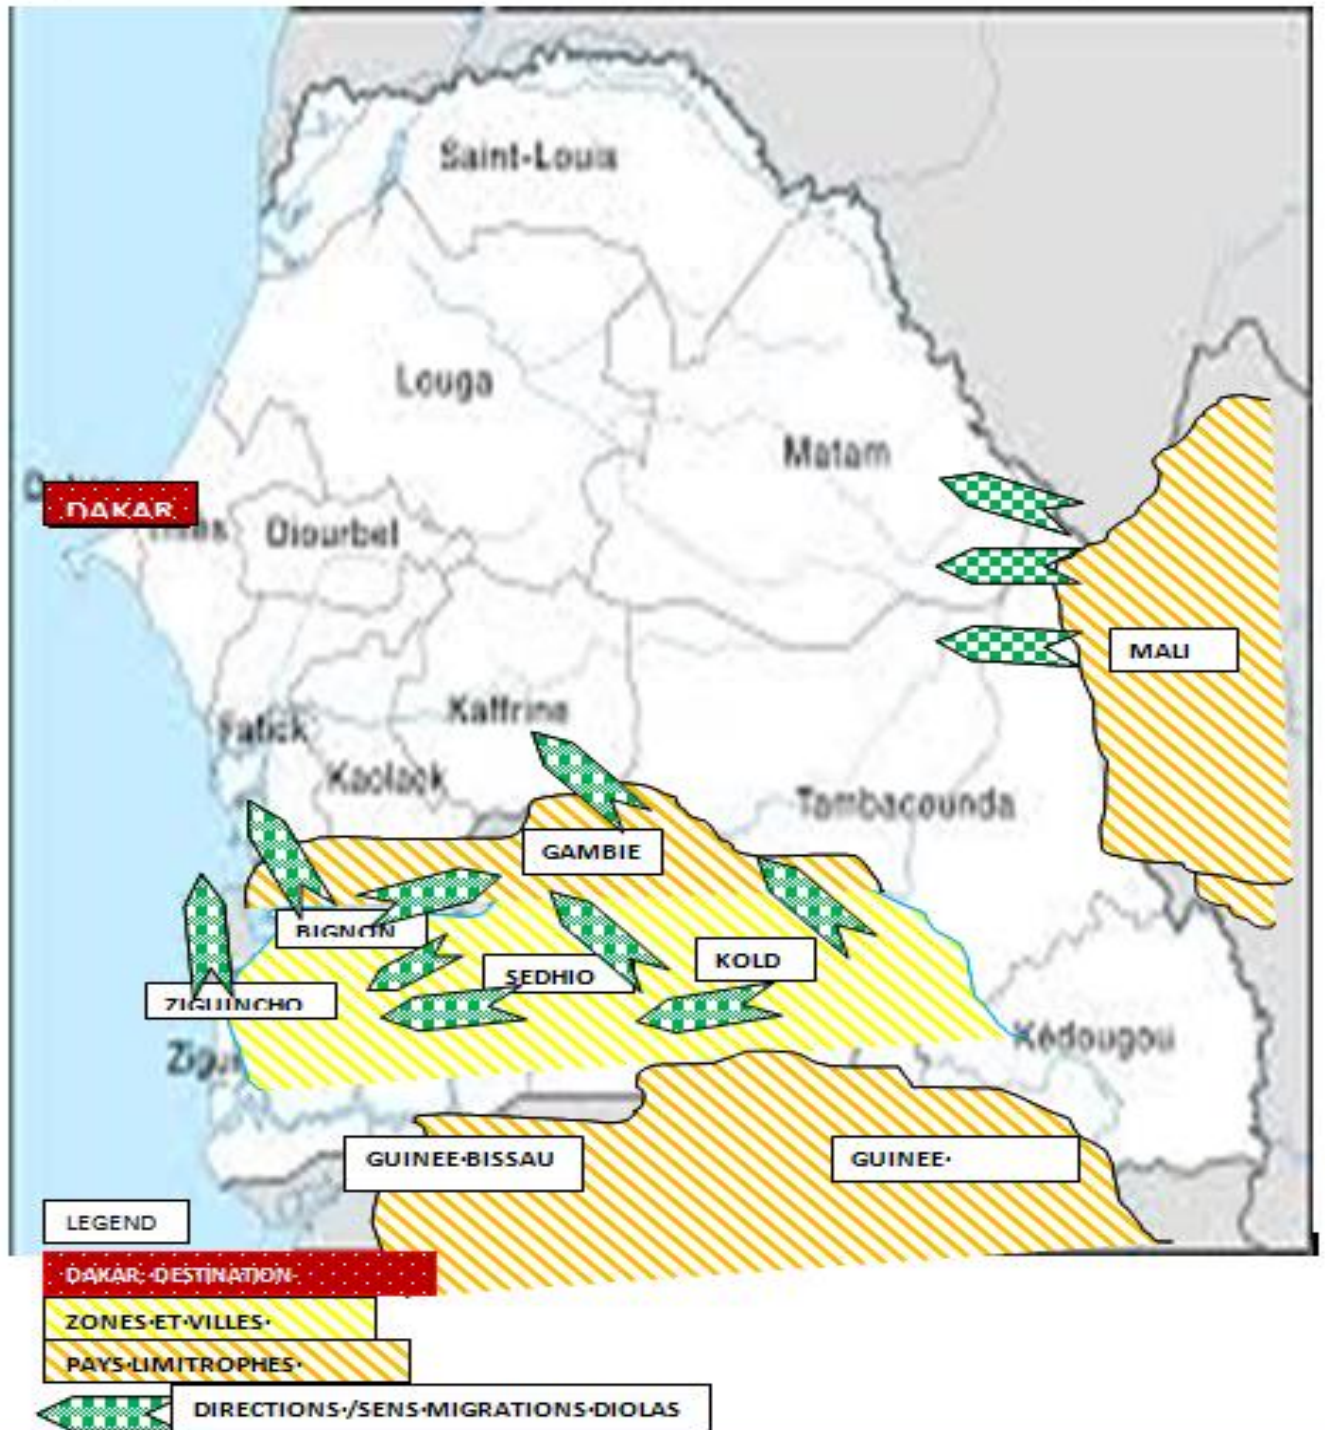 Saint-Louis
Louga
Matam
DAKAR
Diourbel
MALI
Kaffrine
Fatick
Kaolack
Tambacounda
GAMBIE
BIGNON
KOLD
SEDHIO
ZIGUINCHO
Kédougou
Zigui
GUINEE·BISSAU
GUINEE·
LEGEND
DAKAR;·DESTINATION·
ZONES·ET·VILLES·
PAYS·LIMITROPHES·
DIRECTIONS·/SENS·MIGRATIONS·DIOLAS